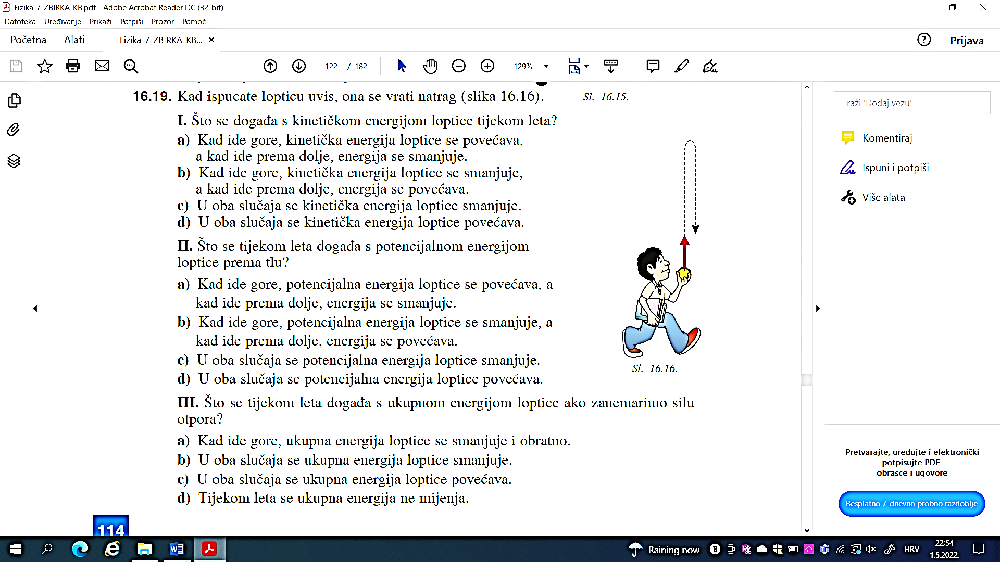 Fizika_7-ZBIRKA-KB.pdf - Adobe Acrobat Reader DC (32-bit)
Datoteka Uređivanje Prikaži Potpiši Prozor Pomoć
Početna Alati Fizika_7-ZBIRKA-KB... × ? Prijava
122 / 182 129%
16.19. Kad ispucate lopticu uvis, ona se vrati natrag (slika 16.16).
Sl. 16.15.
I. Što se događa s kinetičkom energijom loptice tijekom leta?
a) Kad ide gore, kinetička energija loptice se povećava,
a kad ide prema dolje, energija se smanjuje.
b) Kad ide gore, kinetička energija loptice se smanjuje,
a kad ide prema dolje, energija se povećava.
c) U oba slučaja se kinetička energija loptice smanjuje.
d) U oba slučaja se kinetička energija loptice povećava.
II. Što se tijekom leta događa s potencijalnom energijom
loptice prema tlu?
a) Kad ide gore, potencijalna energija loptice se povećava, a
kad ide prema dolje, energija se smanjuje.
b) Kad ide gore, potencijalna energija loptice se smanjuje, a
kad ide prema dolje, energija se povećava.
c) U oba slučaja se potencijalna energija loptice smanjuje.
d) U oba slučaja se potencijalna energija loptice povećava.
Sl. 16.16.
III. Što se tijekom leta događa s ukupnom energijom loptice ako zanemarimo silu
otpora?
a) Kad ide gore, ukupna energija loptice se smanjuje i obratno.
b) U oba slučaja se ukupna energija loptice smanjuje.
c) U oba slučaja se ukupna energija loptice povećava.
d) Tijekom leta se ukupna energija ne mijenja.
114
Traži 'Dodaj vezu'
Komentiraj
Ispuni i potpiši
Više alata
Pretvarajte, uređujte i elektronički
potpisujte PDF
obrasce i ugovore
Besplatno 7-dnevno probno razdoblje
Raining now HRV
22:54
1.5.2022.